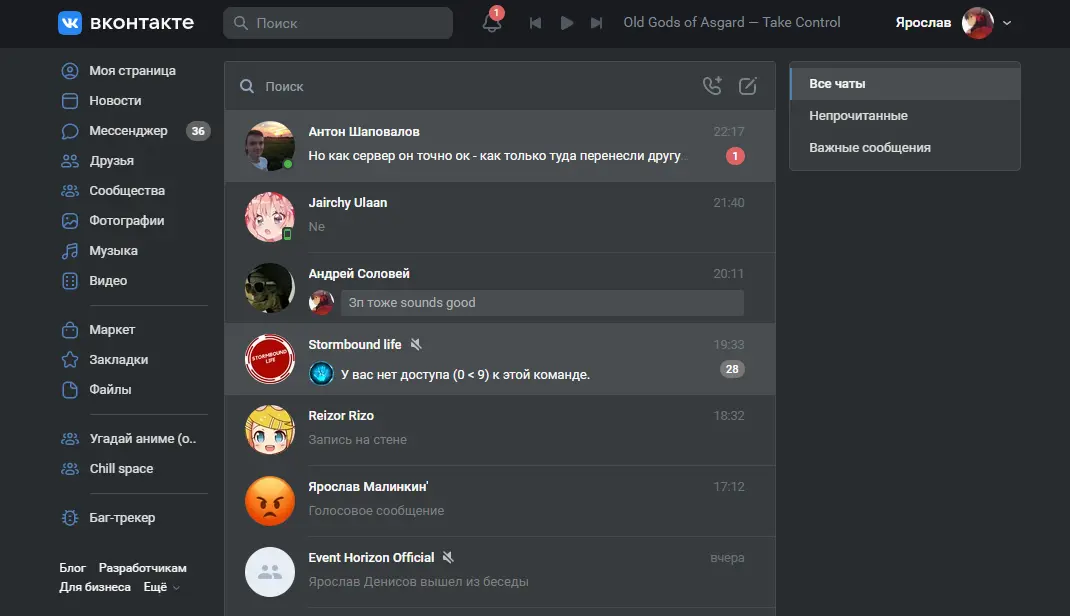 вконтакте
Поиск
1
Old Gods of Asgard — Take Control
Ярослав
Моя страница
Новости
Мессенджер 36
Друзья
Сообщества
Фотографии
Музыка
Видео
Маркет
Закладки
Файлы
Угадай аниме (о..
Chill space
Баг-трекер
Блог Разработчикам
Для бизнеса Ещё
Поиск
Антон Шаповалов 22:17
Но как сервер он точно ок - как только туда перенесли другу.. 1
Jairchy Ulaan 21:40
Ne
Андрей Соловей 20:11
Зп тоже sounds good
Stormbound life 19:33
STORMBOUND
LIFE
У вас нет доступа (0 < 9) к этой команде. 28
Reizor Rizo 18:32
Запись на стене
Ярослав Малинкин' 17:12
Голосовое сообщение
Event Horizon Official вчера
Ярослав Денисов вышел из беседы
Все чаты
Непрочитанные
Важные сообщения